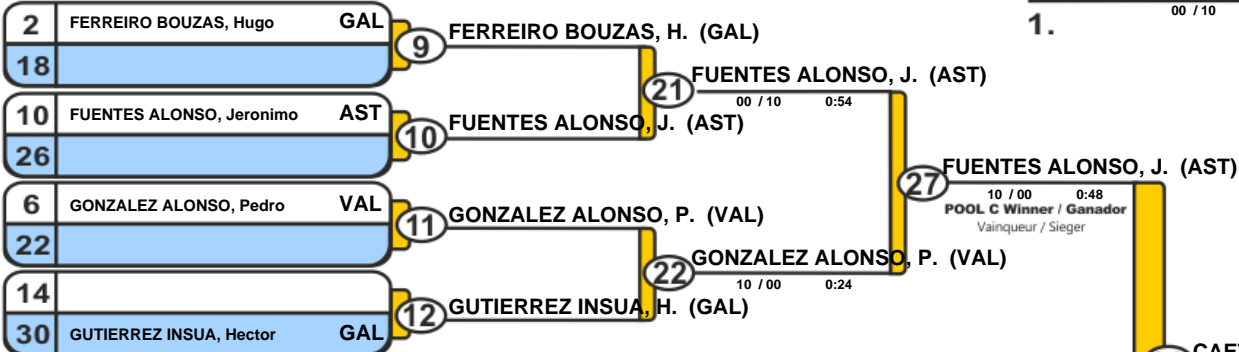 2 FERREIRO BOUZAS, Hugo GAL
18
9 FERREIRO BOUZAS, H. (GAL)
10 FUENTES ALONSO, Jeronimo AST
26
10 FUENTES ALONSO, J. (AST)
21 FUENTES ALONSO, J. (AST)
00 / 10 0:54
6 GONZALEZ ALONSO, Pedro VAL
22
11 GONZALEZ ALONSO, P. (VAL)
14
30 GUTIERREZ INSUA, Hector GAL
12 GUTIERREZ INSUA, H. (GAL)
22 GONZALEZ ALONSO, P. (VAL)
10 / 00 0:24
27 FUENTES ALONSO, J. (AST)
10 / 00 0:48
POOL C Winner / Ganador
Vainqueur / Sieger
00 / 10
1.